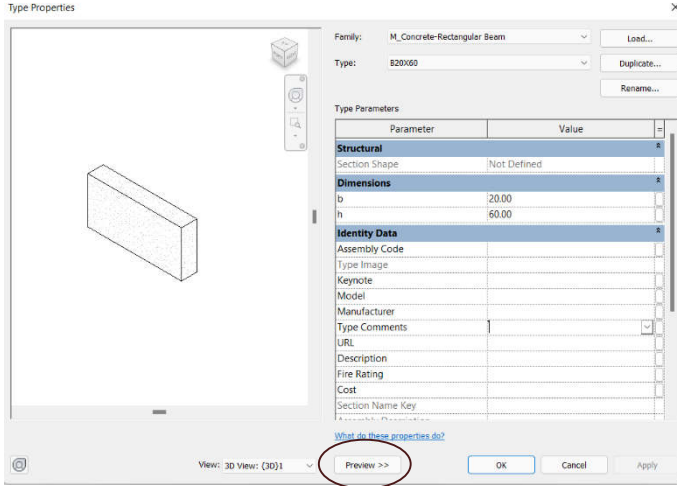 Type Properties
Family: M_Concrete-Rectangular Beam Load...
Type: B20X60 Duplicate...
Rename...
Type Parameters
Parameter Value =
Structural
Section Shape Not Defined
Dimensions
b 20.00
h 60.00
Identity Data
Assembly Code
Type Image
Keynote
Model
Manufacturer
Type Comments
URL
Description
Fire Rating
Cost
Section Name Key
Assembly Description
What do these properties do?
View: 3D View: {3D}1 Preview >> OK Cancel Apply